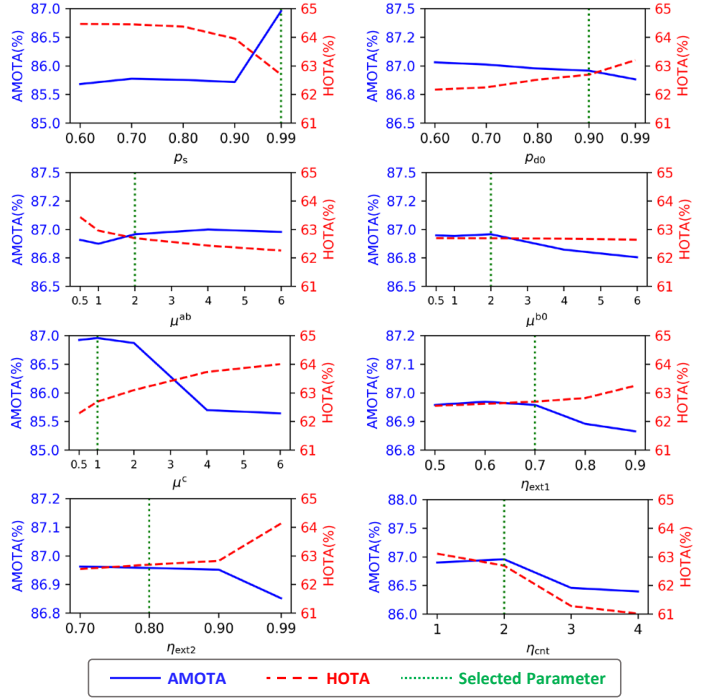 AMOTA(%)
87.0
86.5
86.0
85.5
85.0
65
64
63
62
61
HOTA(%)
0.60 0.70 0.80 0.90 0.99
pₛ
AMOTA(%)
87.5
87.2
87.0
86.8
86.5
65
64
63
62
61
HOTA(%)
0.60 0.70 0.80 0.90 0.99
p_d0
AMOTA(%)
87.5
87.2
87.0
86.8
86.5
65
64
63
62
61
HOTA(%)
0.5 1 2 3 4 5 6
μ^ab
AMOTA(%)
87.5
87.2
87.0
86.8
86.5
65
64
63
62
61
HOTA(%)
0.5 1 2 3 4 5 6
μ^b0
AMOTA(%)
87.0
86.5
86.0
85.5
85.0
65
64
63
62
61
HOTA(%)
0.5 1 2 3 4 5 6
μ^c
AMOTA(%)
87.2
87.1
87.0
86.9
86.8
65
64
63
62
61
HOTA(%)
0.5 0.6 0.7 0.8 0.9
η_ext1
AMOTA(%)
87.2
87.1
87.0
86.9
86.8
65
64
63
62
61
HOTA(%)
0.70 0.80 0.90 0.99
η_ext2
AMOTA(%)
88.0
87.5
87.0
86.5
86.0
65
64
63
62
61
HOTA(%)
1 2 3 4
η_cnt
AMOTA HOTA Selected Parameter